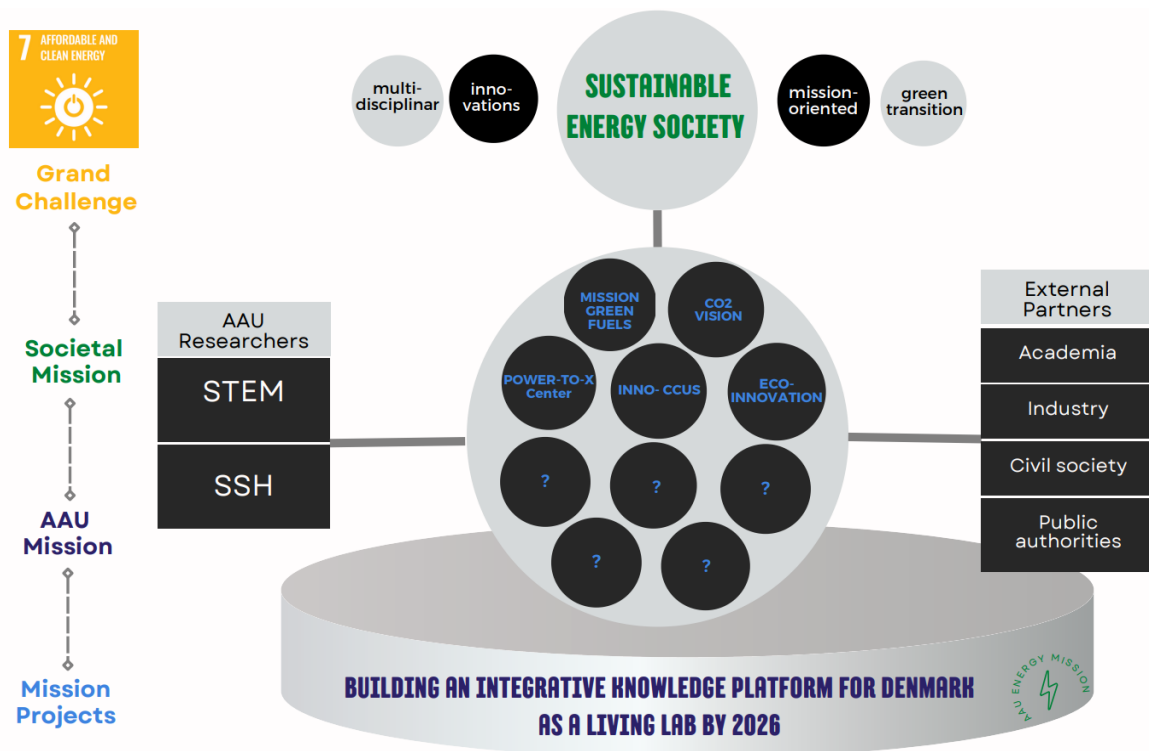 7 AFFORDABLE AND
CLEAN ENERGY
Grand
Challenge
Societal
Mission
AAU
Mission
Mission
Projects
multi-
disciplinar
inno-
vations
SUSTAINABLE
ENERGY SOCIETY
mission-
oriented
green
transition
AAU
Researchers
STEM
SSH
MISSION
GREEN
FUELS
CO2
VISION
POWER-TO-X
Center
INNO- CCUS
ECO-
INNOVATION
?
?
?
?
?
External
Partners
Academia
Industry
Civil society
Public
authorities
BUILDING AN INTEGRATIVE KNOWLEDGE PLATFORM FOR DENMARK
AS A LIVING LAB BY 2026
AAU ENERGY MISSION